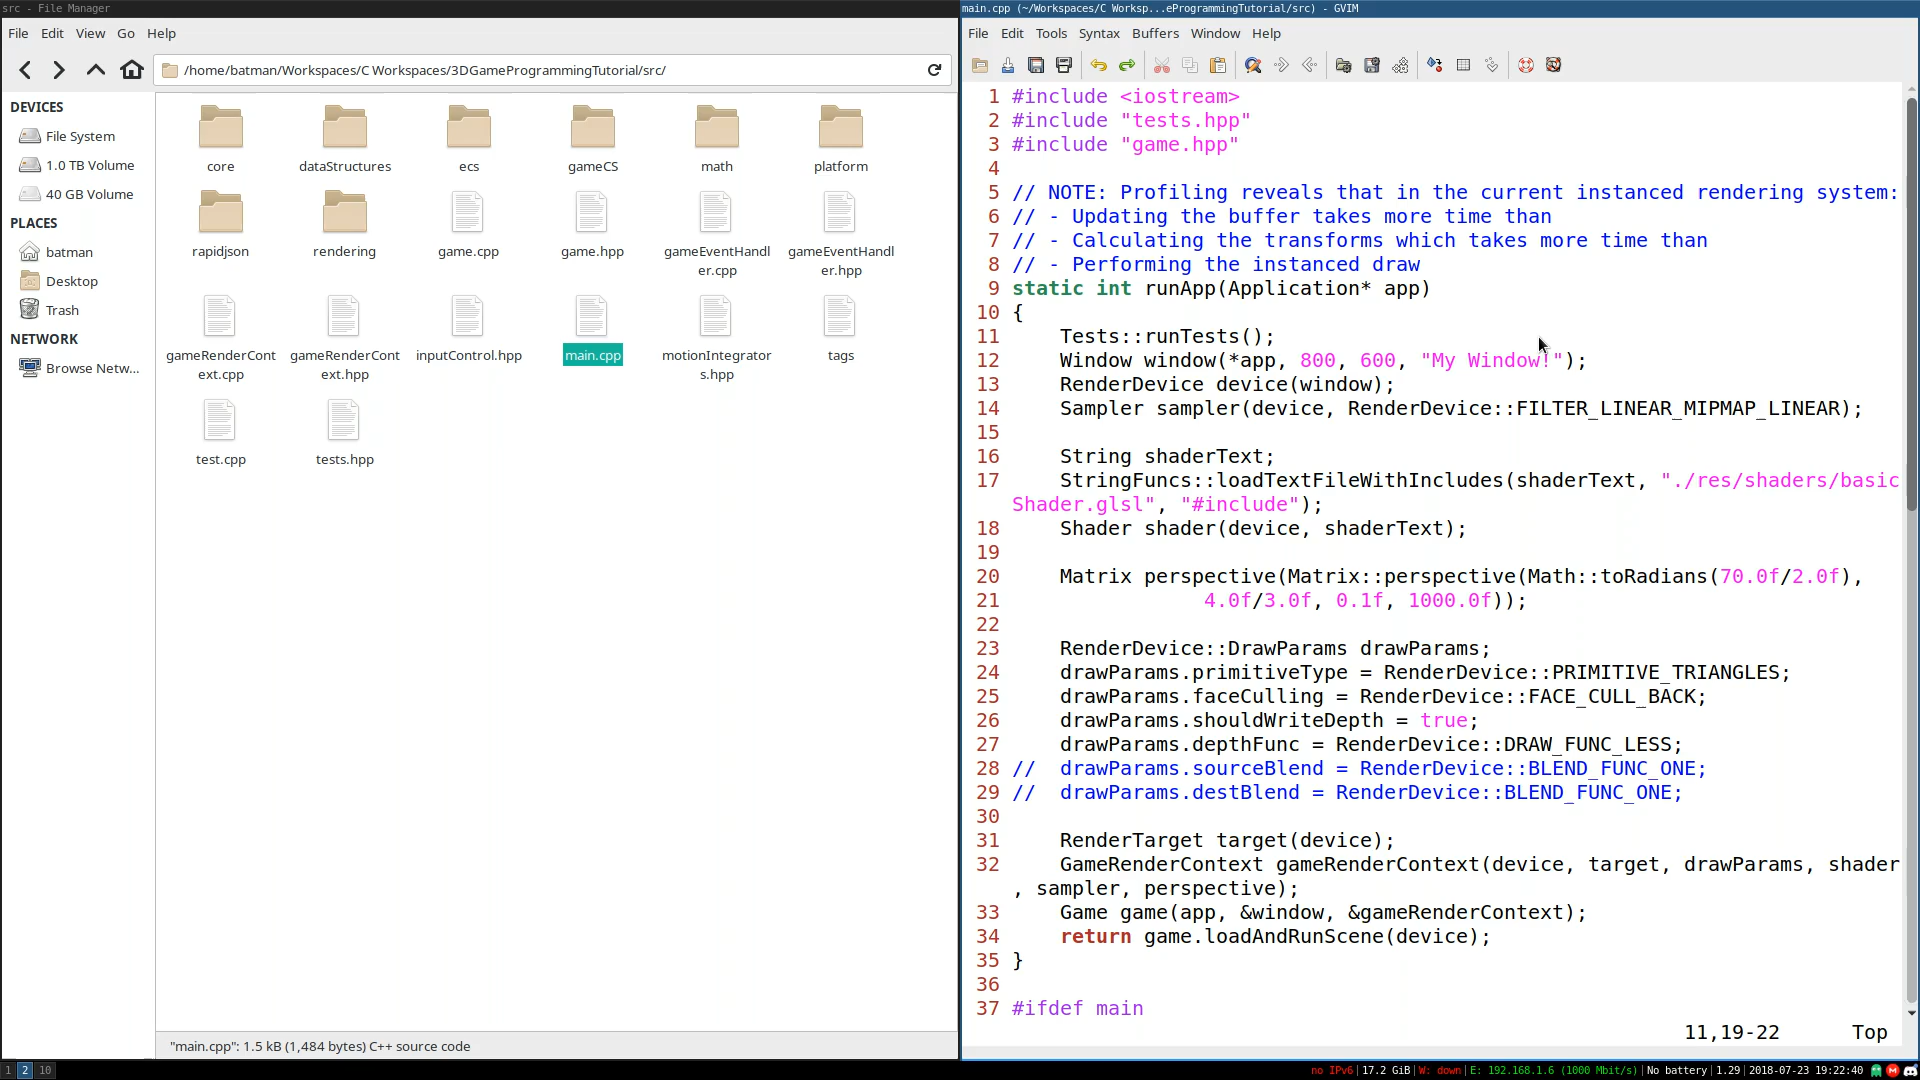 src - File Manager
File Edit View Go Help
/home/batman/Workspaces/C Workspaces/3DGameProgrammingTutorial/src/
DEVICES
File System
1.0 TB Volume
40 GB Volume
PLACES
batman
Desktop
Trash
NETWORK
Browse Netw...
core dataStructures ecs gameCS math platform
rapidjson rendering game.cpp game.hpp gameEventHandl
er.cpp gameEventHandl
er.hpp
gameRenderCont
ext.cpp gameRenderCont
ext.hpp inputControl.hpp main.cpp motionIntegrator
s.hpp tags
test.cpp tests.hpp
"main.cpp": 1.5 kB (1,484 bytes) C++ source code
main.cpp (~/Workspaces/C Worksp...eProgrammingTutorial/src) - GVIM
File Edit Tools Syntax Buffers Window Help
1 #include <iostream>
2 #include "tests.hpp"
3 #include "game.hpp"
4
5 // NOTE: Profiling reveals that in the current instanced rendering system:
6 // - Updating the buffer takes more time than
7 // - Calculating the transforms which takes more time than
8 // - Performing the instanced draw
9 static int runApp(Application* app)
10 {
11     Tests::runTests();
12     Window window(*app, 800, 600, "My Window!");
13     RenderDevice device(window);
14     Sampler sampler(device, RenderDevice::FILTER_LINEAR_MIPMAP_LINEAR);
15
16     String shaderText;
17     StringFuncs::loadTextFileWithIncludes(shaderText, "./res/shaders/basic
Shader.glsl", "#include");
18     Shader shader(device, shaderText);
19
20     Matrix perspective(Matrix::perspective(Math::toRadians(70.0f/2.0f),
21                 4.0f/3.0f, 0.1f, 1000.0f));
22
23     RenderDevice::DrawParams drawParams;
24     drawParams.primitiveType = RenderDevice::PRIMITIVE_TRIANGLES;
25     drawParams.faceCulling = RenderDevice::FACE_CULL_BACK;
26     drawParams.shouldWriteDepth = true;
27     drawParams.depthFunc = RenderDevice::DRAW_FUNC_LESS;
28 //  drawParams.sourceBlend = RenderDevice::BLEND_FUNC_ONE;
29 //  drawParams.destBlend = RenderDevice::BLEND_FUNC_ONE;
30
31     RenderTarget target(device);
32     GameRenderContext gameRenderContext(device, target, drawParams, shader
, sampler, perspective);
33     Game game(app, &window, &gameRenderContext);
34     return game.loadAndRunScene(device);
35 }
36
37 #ifdef main
11,19-22 Top
1 2 10
no IPv6|17.2 GiB|W: down|E: 192.168.1.6 (1000 Mbit/s)|No battery|1.29|2018-07-23 19:22:40